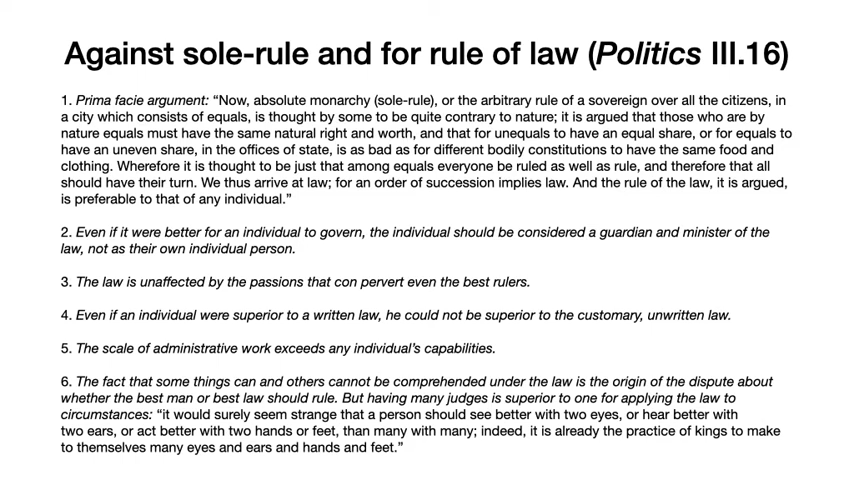 Against sole-rule and for rule of law (Politics III.16)
1. Prima facie argument: “Now, absolute monarchy (sole-rule), or the arbitrary rule of a sovereign over all the citizens, in
a city which consists of equals, is thought by some to be quite contrary to nature; it is argued that those who are by
nature equals must have the same natural right and worth, and that for unequals to have an equal share, or for equals to
have an uneven share, in the offices of state, is as bad as for different bodily constitutions to have the same food and
clothing. Wherefore it is thought to be just that among equals everyone be ruled as well as rule, and therefore that all
should have their turn. We thus arrive at law; for an order of succession implies law. And the rule of the law, it is argued,
is preferable to that of any individual.”
2. Even if it were better for an individual to govern, the individual should be considered a guardian and minister of the
law, not as their own individual person.
3. The law is unaffected by the passions that con pervert even the best rulers.
4. Even if an individual were superior to a written law, he could not be superior to the customary, unwritten law.
5. The scale of administrative work exceeds any individual’s capabilities.
6. The fact that some things can and others cannot be comprehended under the law is the origin of the dispute about
whether the best man or best law should rule. But having many judges is superior to one for applying the law to
circumstances: “it would surely seem strange that a person should see better with two eyes, or hear better with
two ears, or act better with two hands or feet, than many with many; indeed, it is already the practice of kings to make
to themselves many eyes and ears and hands and feet.”